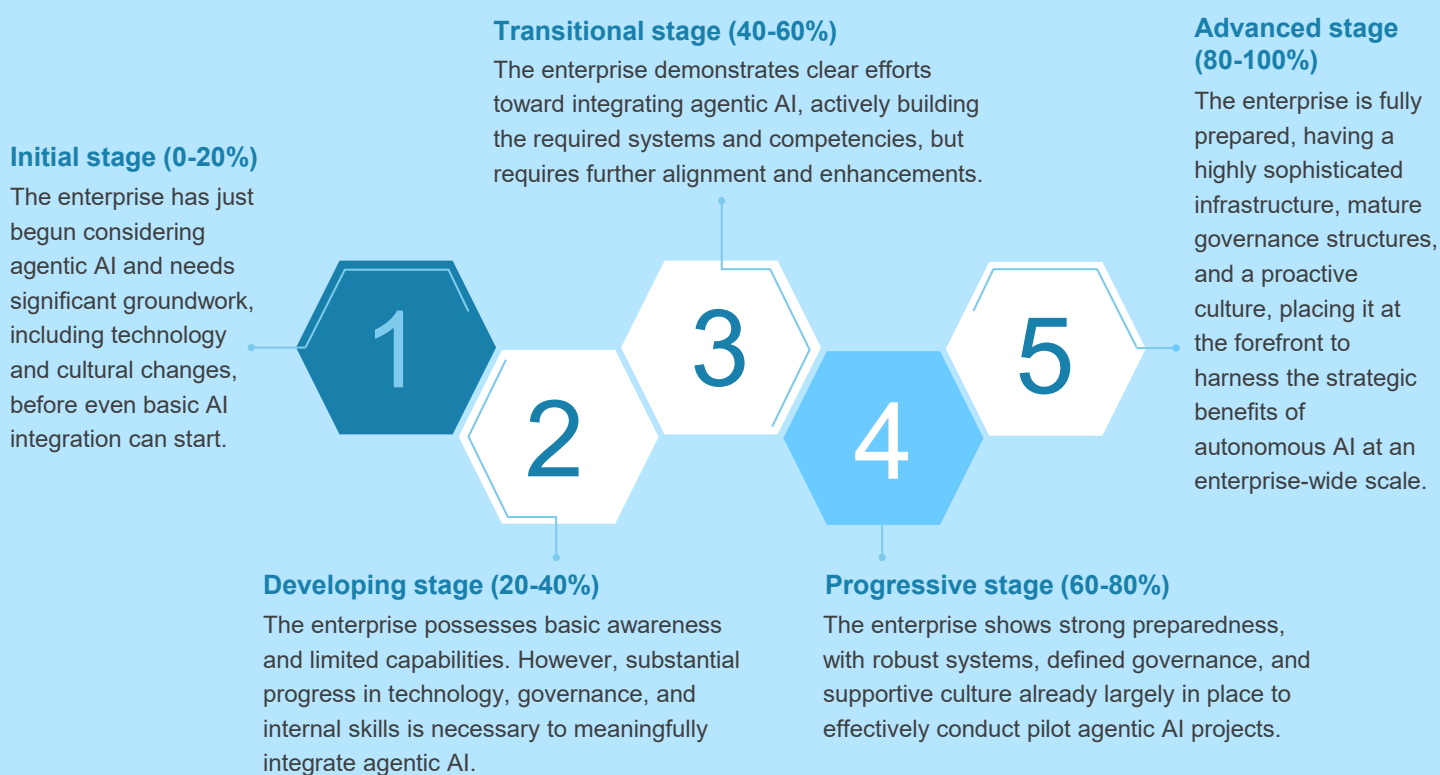 Initial stage (0-20%)
The enterprise has just
begun considering
agentic AI and needs
significant groundwork,
including technology
and cultural changes,
before even basic AI
integration can start.
1
2
Developing stage (20-40%)
The enterprise possesses basic awareness
and limited capabilities. However, substantial
progress in technology, governance, and
internal skills is necessary to meaningfully
integrate agentic AI.
Transitional stage (40-60%)
The enterprise demonstrates clear efforts
toward integrating agentic AI, actively building
the required systems and competencies, but
requires further alignment and enhancements.
3
4
Progressive stage (60-80%)
The enterprise shows strong preparedness,
with robust systems, defined governance, and
supportive culture already largely in place to
effectively conduct pilot agentic AI projects.
5
Advanced stage
(80-100%)
The enterprise is fully
prepared, having a
highly sophisticated
infrastructure, mature
governance structures,
and a proactive
culture, placing it at
the forefront to
harness the strategic
benefits of
autonomous AI at an
enterprise-wide scale.